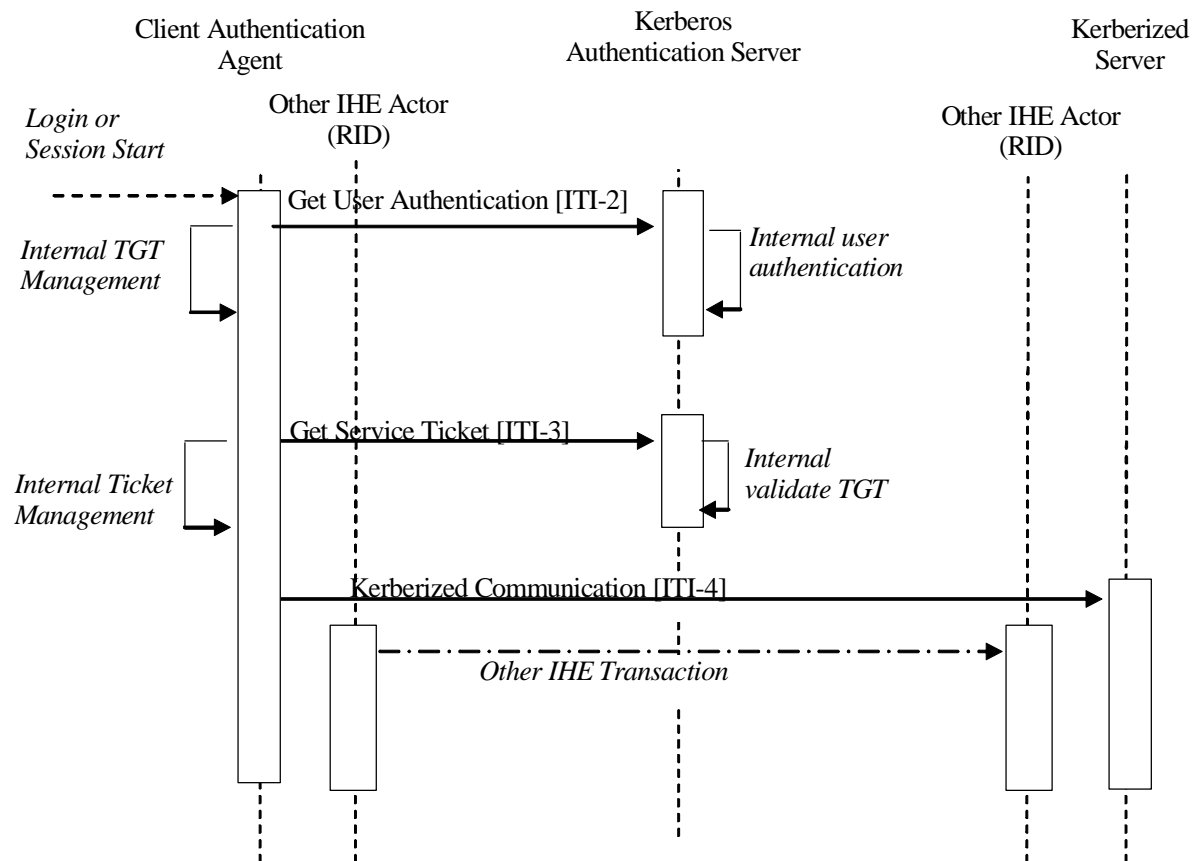 Client Authentication
Agent
Kerberos
Authentication Server
Kerberized
Server
Other IHE Actor
(RID)
Other IHE Actor
(RID)
Login or
Session Start
Get User Authentication [ITI-2]
Internal TGT
Management
Internal user
authentication
Get Service Ticket [ITI-3]
Internal Ticket
Management
Internal
validate TGT
Kerberized Communication [ITI-4]
Other IHE Transaction